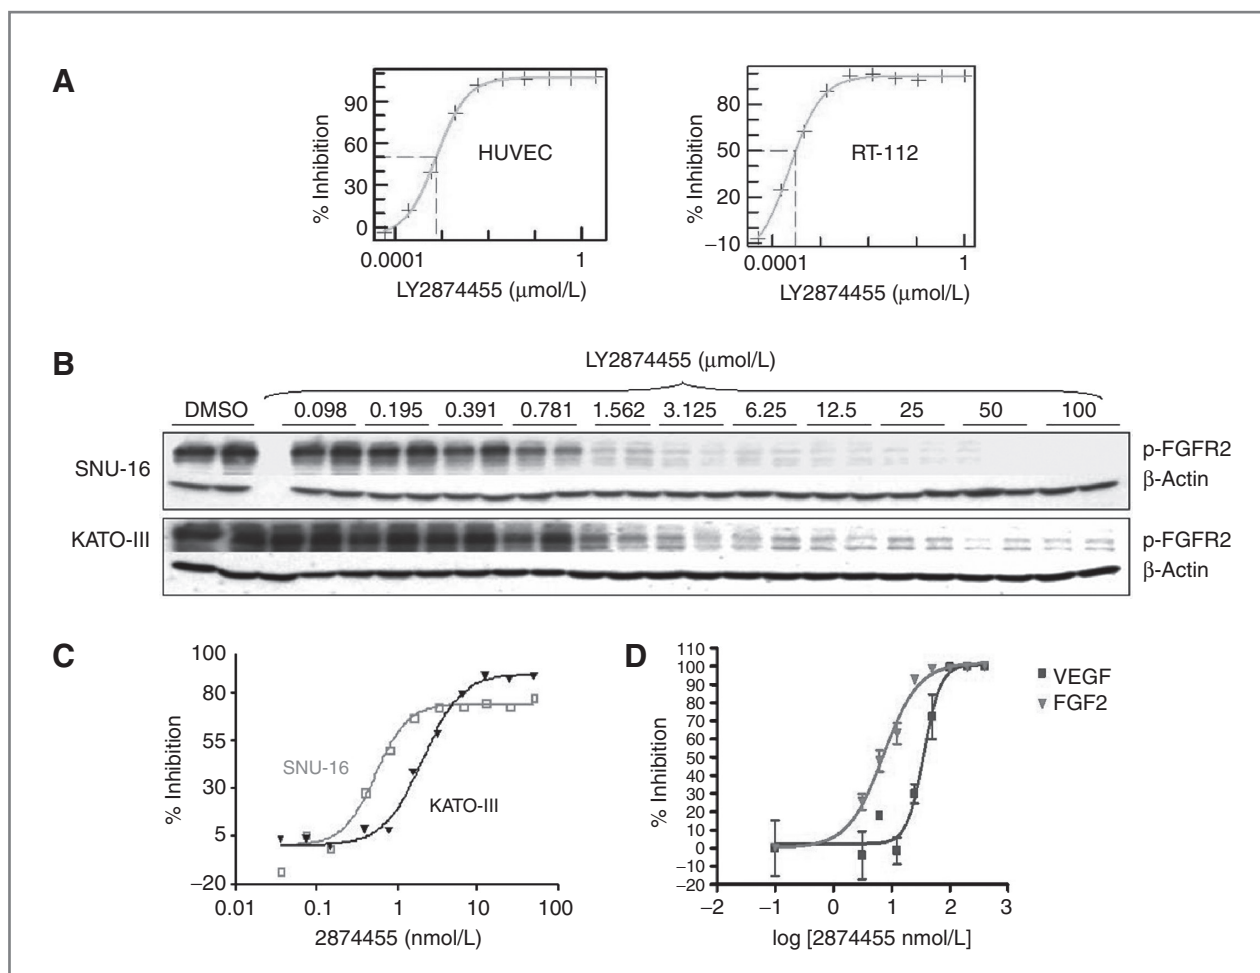 A
% Inhibition
90
60
30
0
HUVEC
0.0001
1
LY2874455 (μmol/L)
% Inhibition
80
50
20
−10
RT-112
0.0001
1
LY2874455 (μmol/L)
B
LY2874455 (μmol/L)
DMSO 0.098 0.195 0.391 0.781 1.562 3.125 6.25 12.5 25 50 100
SNU-16
p-FGFR2
β-Actin
KATO-III
p-FGFR2
β-Actin
C
% Inhibition
100
80
55
30
5
−20
SNU-16
KATO-III
0.01 0.1 1 10 100
2874455 (nmol/L)
D
% Inhibition
110
100
90
80
70
60
50
40
30
20
10
0
−10
−20
VEGF
FGF2
−2 −1 0 1 2 3
log [2874455 nmol/L]